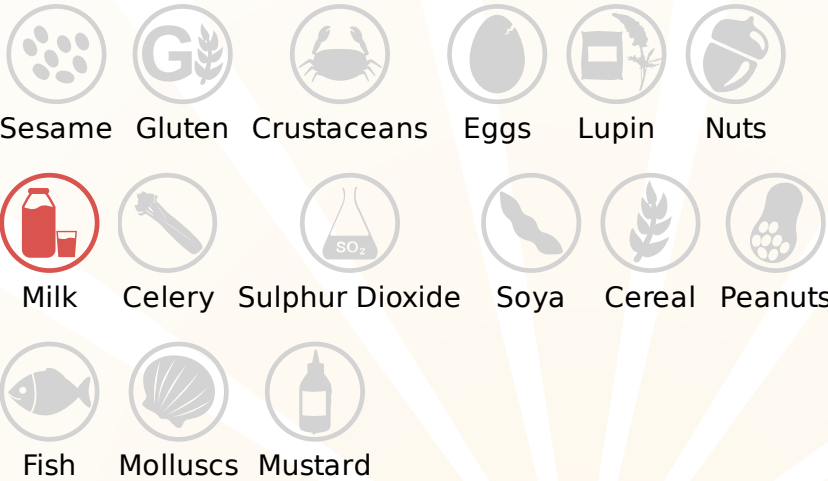 G
Sesame Gluten Crustaceans Eggs Lupin Nuts
SO₂
Milk Celery Sulphur Dioxide Soya Cereal Peanuts
Fish Molluscs Mustard